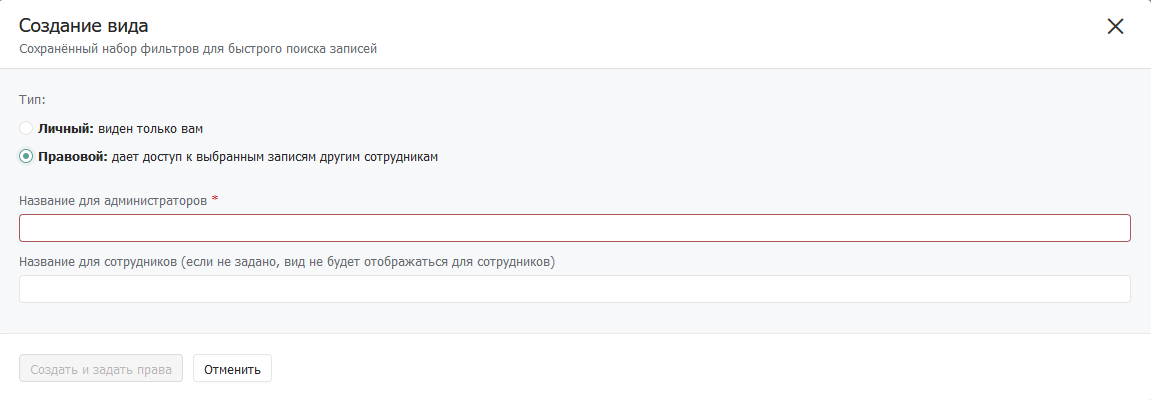 Создание вида
Сохранённый набор фильтров для быстрого поиска записей
Тип:
Личный: виден только вам
Правовой: дает доступ к выбранным записям другим сотрудникам
Название для администраторов *
Название для сотрудников (если не задано, вид не будет отображаться для сотрудников)
Создать и задать права
Отменить